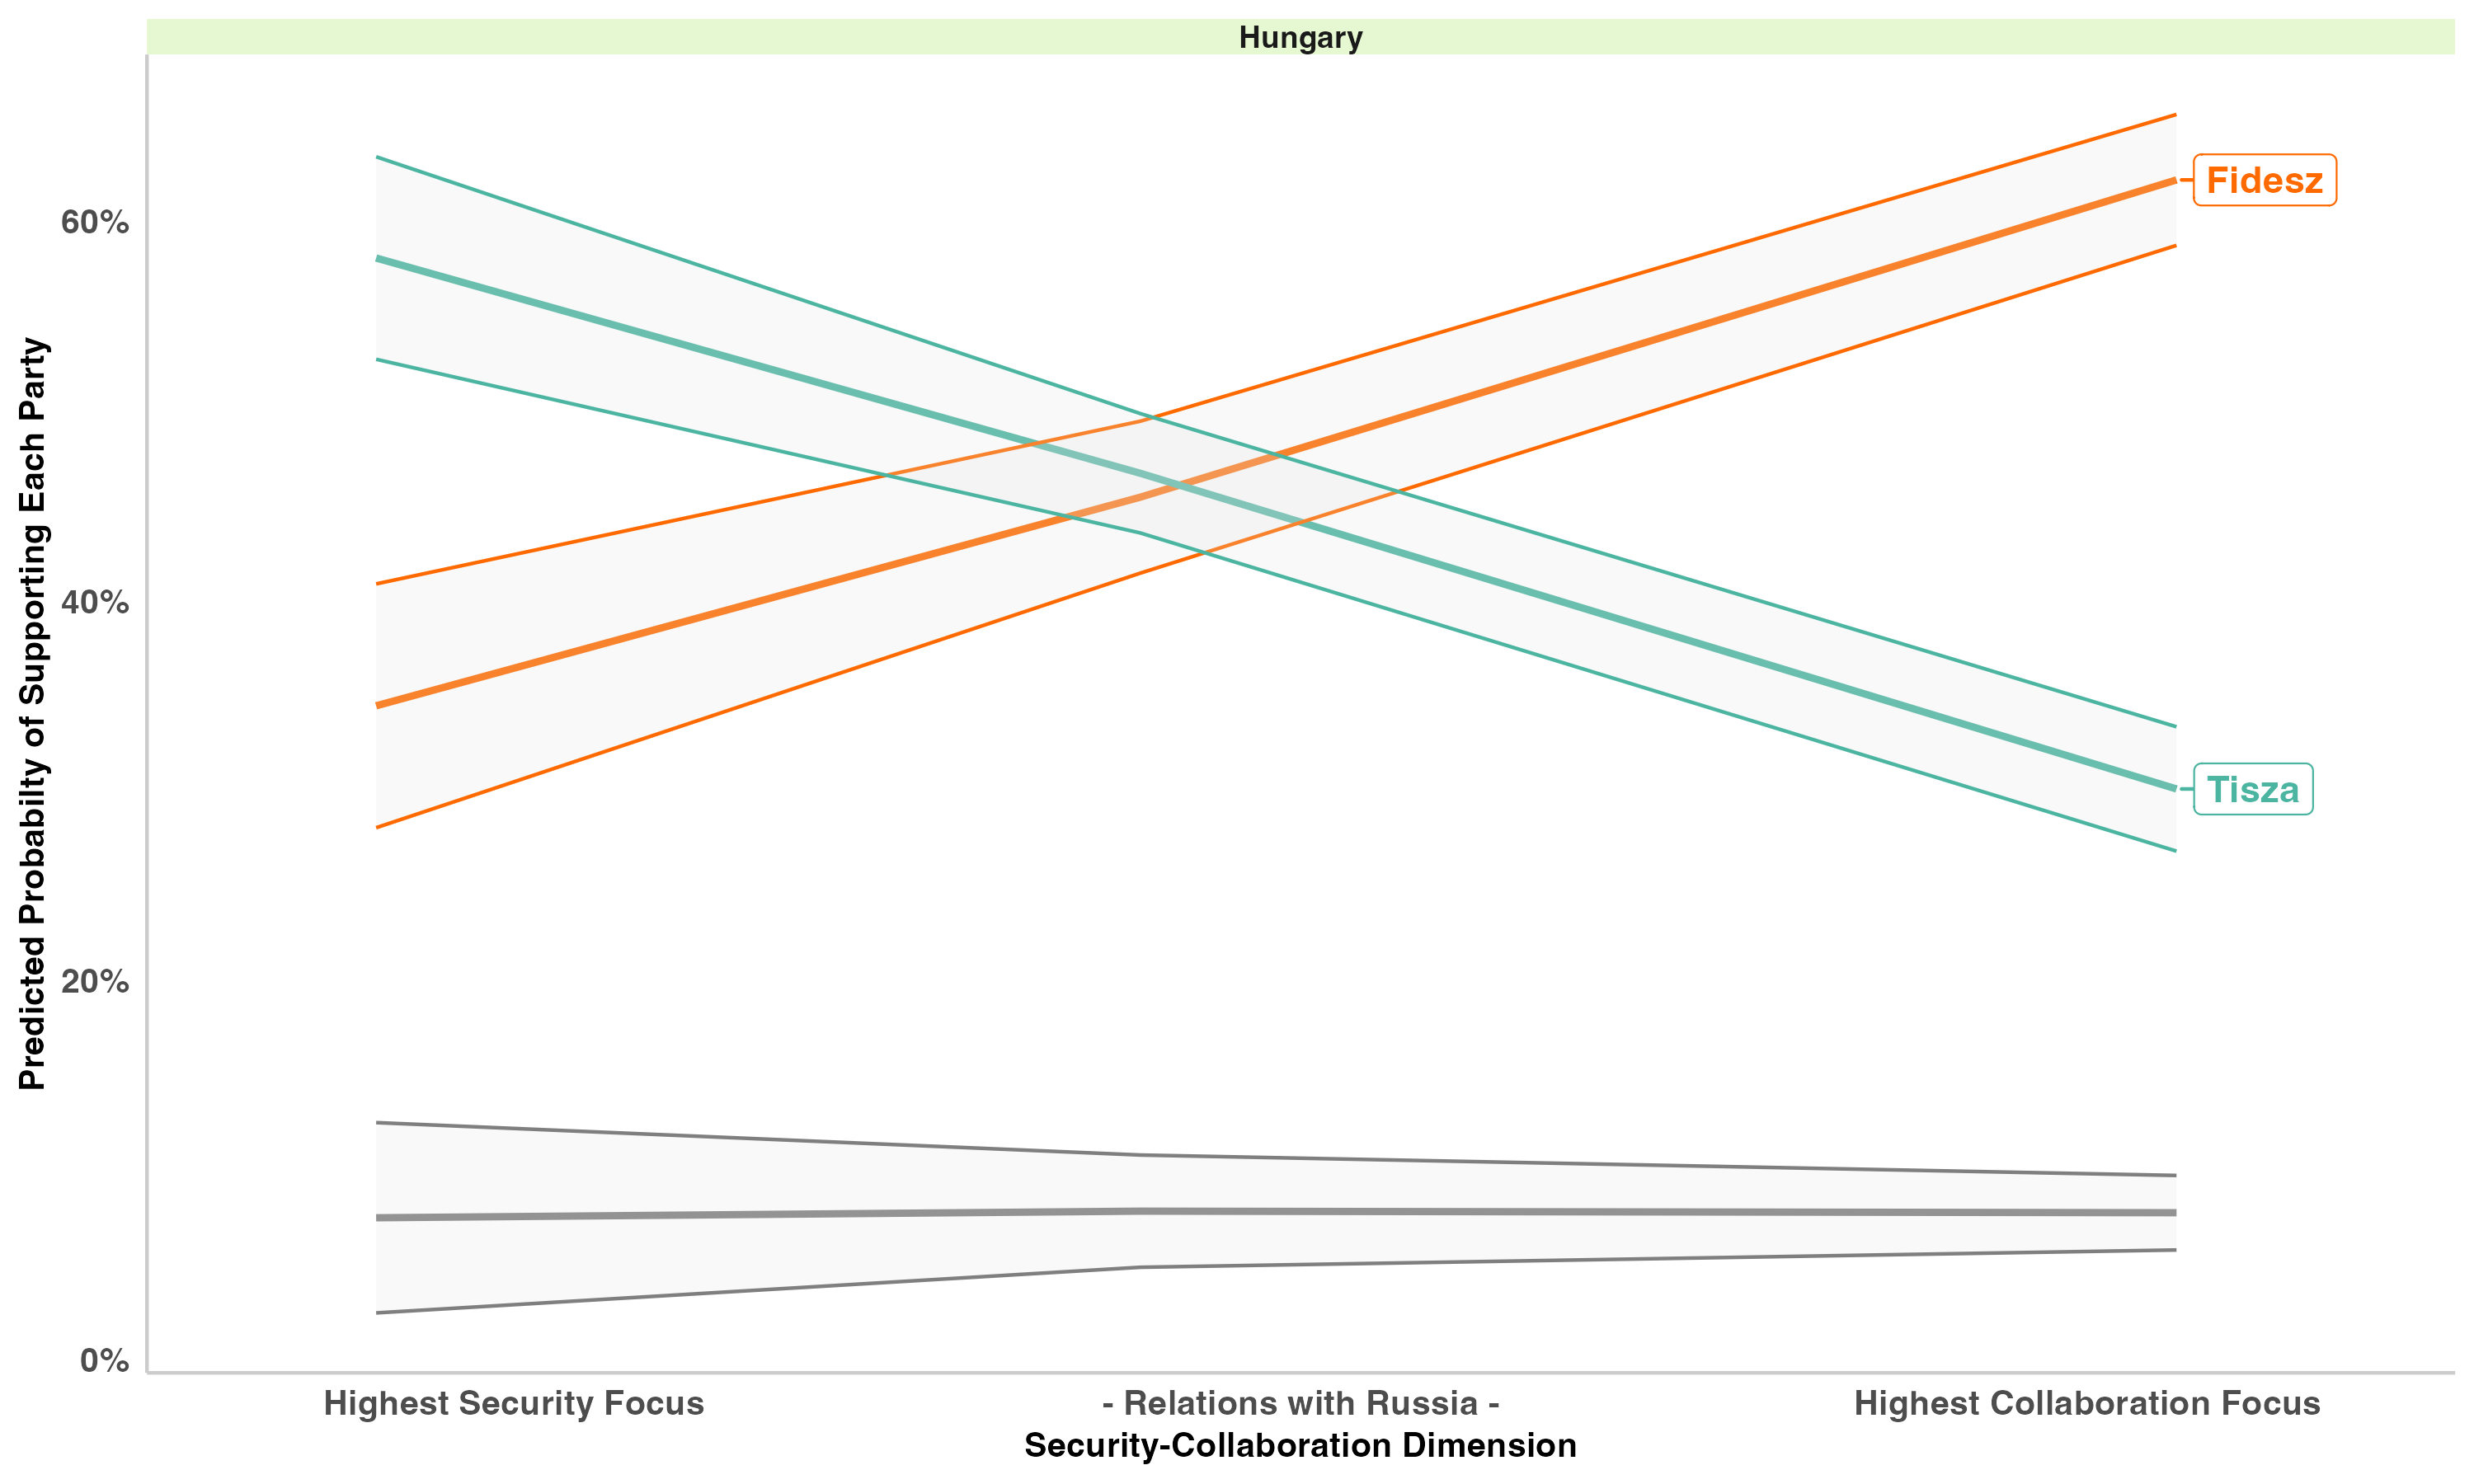 Hungary
Predicted Probabilty of Supporting Each Party
60%
40%
20%
0%
Fidesz
Tisza
Highest Security Focus
- Relations with Russia -
Highest Collaboration Focus
Security-Collaboration Dimension